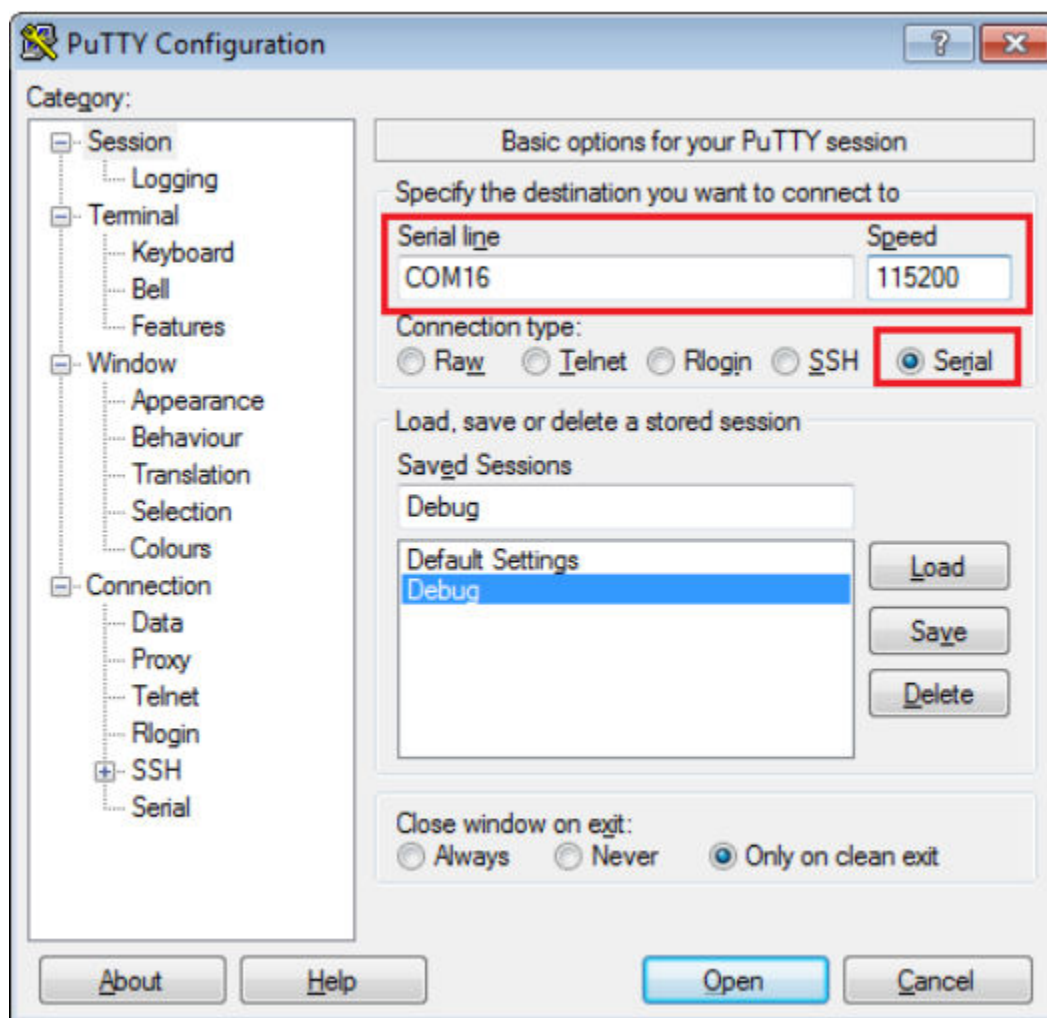 PuTTY Configuration
Category:
Session
Logging
Terminal
Keyboard
Bell
Features
Window
Appearance
Behaviour
Translation
Selection
Colours
Connection
Data
Proxy
Telnet
Rlogin
SSH
Serial
Basic options for your PuTTY session
Specify the destination you want to connect to
Serial line Speed
COM16 115200
Connection type:
Raw Telnet Rlogin SSH Serial
Load, save or delete a stored session
Saved Sessions
Debug
Default Settings
Debug
Load
Save
Delete
Close window on exit:
Always Never Only on clean exit
About Help Open Cancel